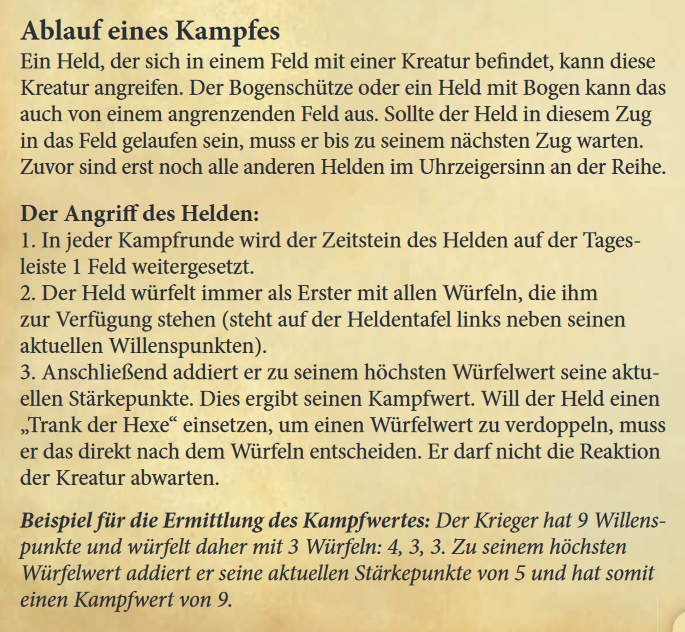 Ablauf eines Kampfes
Ein Held, der sich in einem Feld mit einer Kreatur befindet, kann diese
Kreatur angreifen. Der Bogenschütze oder ein Held mit Bogen kann das
auch von einem angrenzenden Feld aus. Sollte der Held in diesem Zug
in das Feld gelaufen sein, muss er bis zu seinem nächsten Zug warten.
Zuvor sind erst noch alle anderen Helden im Uhrzeigersinn an der Reihe.
Der Angriff des Helden:
1. In jeder Kampfrunde wird der Zeitstein des Helden auf der Tages-
leiste 1 Feld weitergesetzt.
2. Der Held würfelt immer als Erster mit allen Würfeln, die ihm
zur Verfügung stehen (steht auf der Heldentafel links neben seinen
aktuellen Willenspunkten).
3. Anschließend addiert er zu seinem höchsten Würfelwert seine aktu-
ellen Stärkepunkte. Dies ergibt seinen Kampfwert. Will der Held einen
„Trank der Hexe“ einsetzen, um einen Würfelwert zu verdoppeln, muss
er das direkt nach dem Würfeln entscheiden. Er darf nicht die Reaktion
der Kreatur abwarten.
Beispiel für die Ermittlung des Kampfwertes: Der Krieger hat 9 Willens-
punkte und würfelt daher mit 3 Würfeln: 4, 3, 3. Zu seinem höchsten
Würfelwert addiert er seine aktuellen Stärkepunkte von 5 und hat somit
einen Kampfwert von 9.